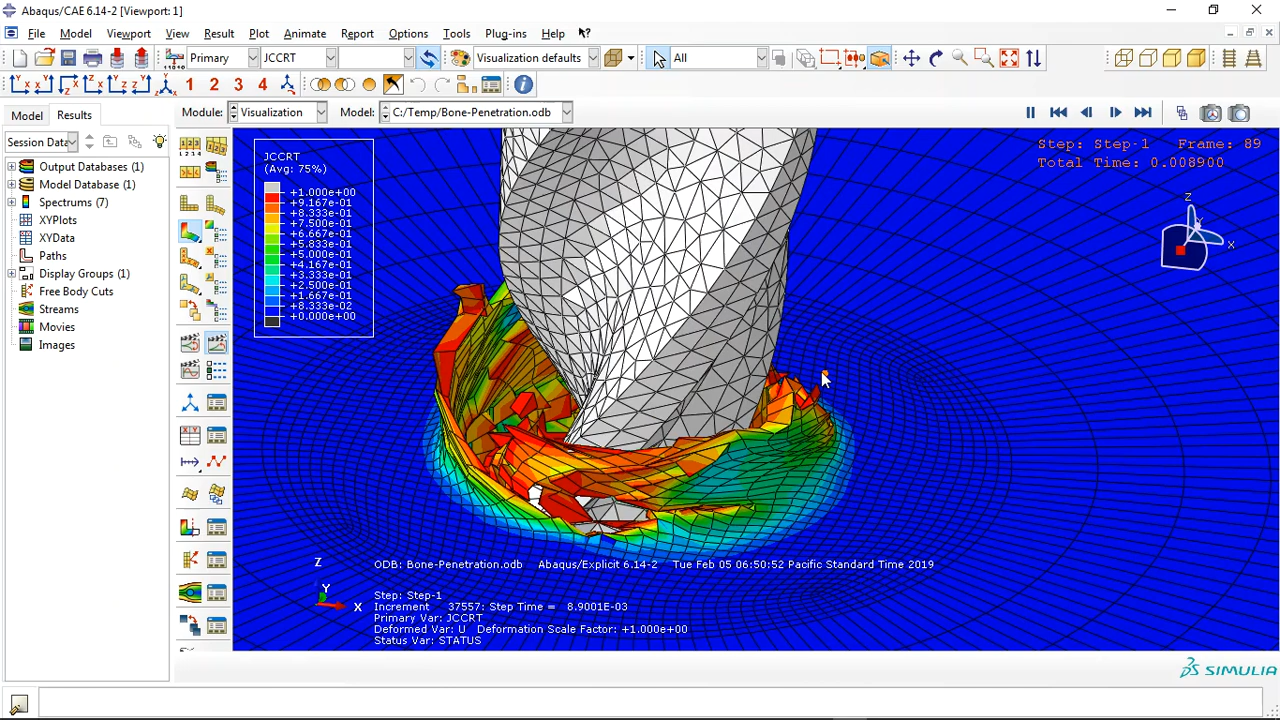 Abaqus/CAE 6.14-2 [Viewport: 1]
File Model Viewport View Result Plot Animate Report Options Tools Plug-ins Help
Primary JCCRT Visualization defaults All
1 2 3 4
Model Results
Module: Visualization Model: C:/Temp/Bone-Penetration.odb
Session Data
Output Databases (1)
Model Database (1)
Spectrums (7)
XYPlots
XYData
Paths
Display Groups (1)
Free Body Cuts
Streams
Movies
Images
JCCRT
(Avg: 75%)
+1.000e+00
+9.167e-01
+8.333e-01
+7.500e-01
+6.667e-01
+5.833e-01
+5.000e-01
+4.167e-01
+3.333e-01
+2.500e-01
+1.667e-01
+8.333e-02
+0.000e+00
Step: Step-1 Frame: 89
Total Time: 0.008900
Z
Y
X
Z
Y
X
ODB: Bone-Penetration.odb Abaqus/Explicit 6.14-2 Tue Feb 05 06:50:52 Pacific Standard Time 2019
Step: Step-1
Increment 37557: Step Time = 8.9001E-03
Primary Var: JCCRT
Deformed Var: U Deformation Scale Factor: +1.000e+00
Status Var: STATUS
SIMULIA